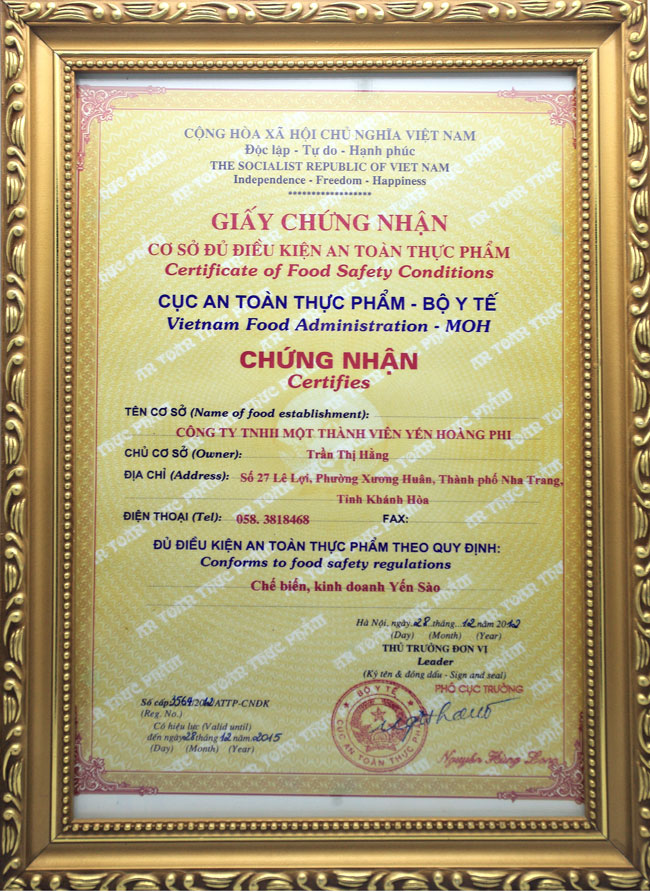 CỘNG HÒA XÃ HỘI CHỦ NGHĨA VIỆT NAM
Độc lập - Tự do - Hạnh phúc
THE SOCIALIST REPUBLIC OF VIET NAM
Independence - Freedom - Happiness
******************
GIẤY CHỨNG NHẬN
CƠ SỞ ĐỦ ĐIỀU KIỆN AN TOÀN THỰC PHẨM
Certificate of Food Safety Conditions
CỤC AN TOÀN THỰC PHẨM - BỘ Y TẾ
Vietnam Food Administration - MOH
CHỨNG NHẬN
Certifies
TÊN CƠ SỞ (Name of food establishment):
CÔNG TY TNHH MỘT THÀNH VIÊN YẾN HOÀNG PHI
CHỦ CƠ SỞ (Owner): Trần Thị Hằng
ĐỊA CHỈ (Address): Số 27 Lê Lợi, Phường Xương Huân, Thành phố Nha Trang,
Tỉnh Khánh Hòa
ĐIỆN THOẠI (Tel): 058. 3818468 FAX:
ĐỦ ĐIỀU KIỆN AN TOÀN THỰC PHẨM THEO QUY ĐỊNH:
Conforms to food safety regulations
Chế biến, kinh doanh Yến Sào
Hà Nội, ngày 28 tháng 12 năm 2012
(Day) (Month) (Year)
THỦ TRƯỞNG ĐƠN VỊ
Leader
(Ký tên & đóng dấu - Sign and seal)
PHÓ CỤC TRƯỞNG
Số cấp: 3569/2012/ATTP-CNDK
(Reg. No.)
Có hiệu lực (Valid until)
đến ngày 28 tháng 12 năm 2015
(Day) (Month) (Year)
BỘ Y TẾ
CỤC AN TOÀN THỰC PHẨM
Nguyễn Hùng Long